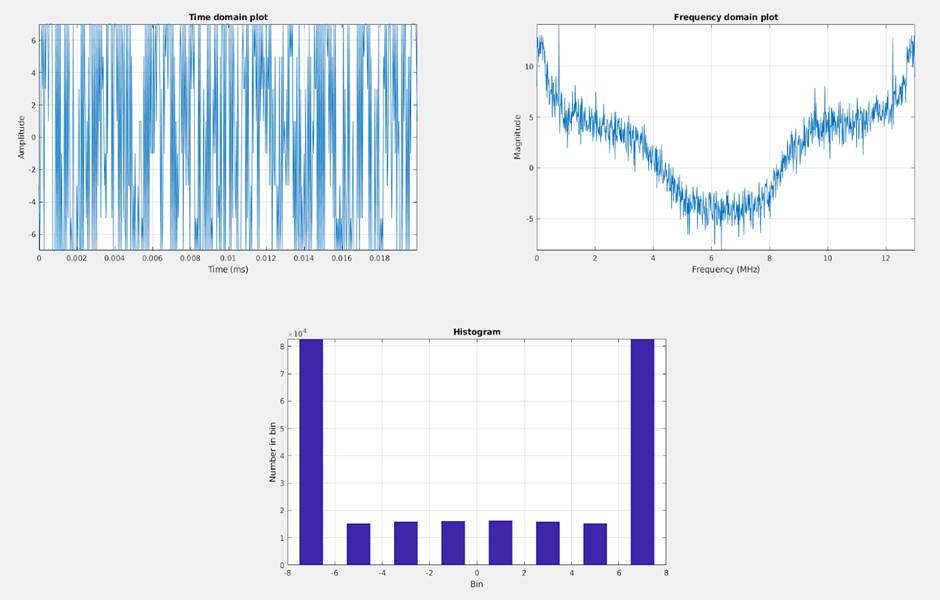 Time domain plot
6
4
2
0
-2
-4
-6
Amplitude
0 0.002 0.004 0.006 0.008 0.01 0.012 0.014 0.016 0.018
Time (ms)
Frequency domain plot
10
5
0
-5
Magnitude
0 2 4 6 8 10 12
Frequency (MHz)
Histogram
×10⁴
8
7
6
5
4
3
2
1
0
Number in bin
-8 -6 -4 -2 0 2 4 6 8
Bin